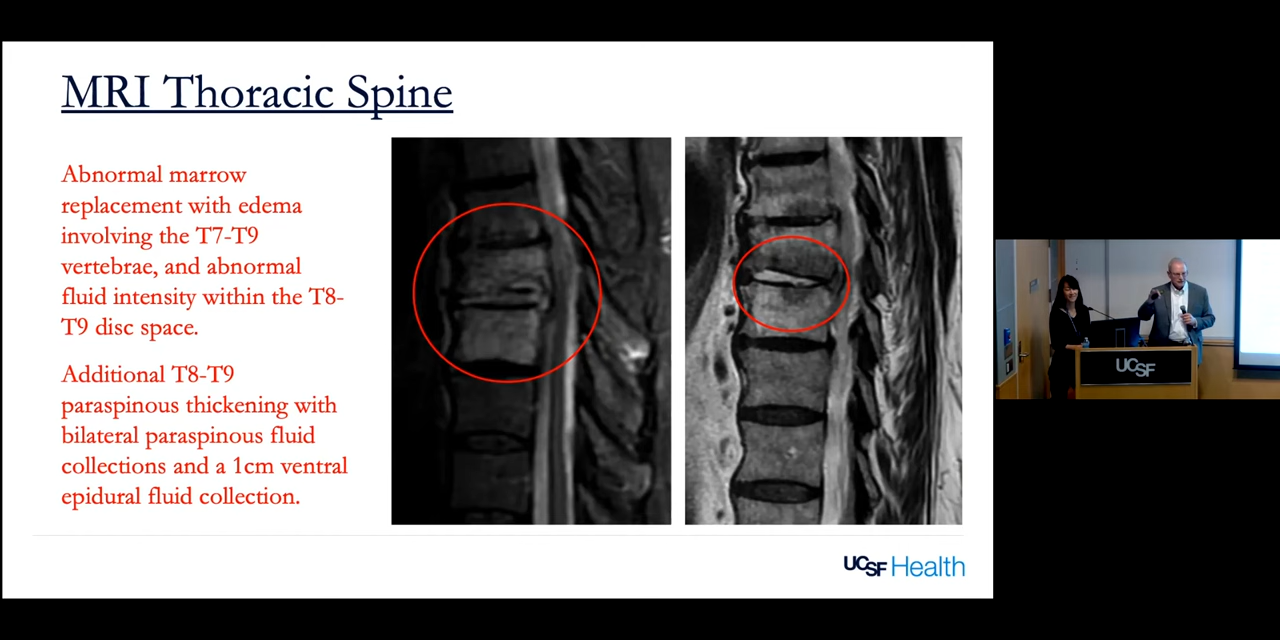 MRI Thoracic Spine
Abnormal marrow
replacement with edema
involving the T7-T9
vertebrae, and abnormal
fluid intensity within the T8-
T9 disc space.
Additional T8-T9
paraspinous thickening with
bilateral paraspinous fluid
collections and a 1cm ventral
epidural fluid collection.
UCSF Health
UCSF